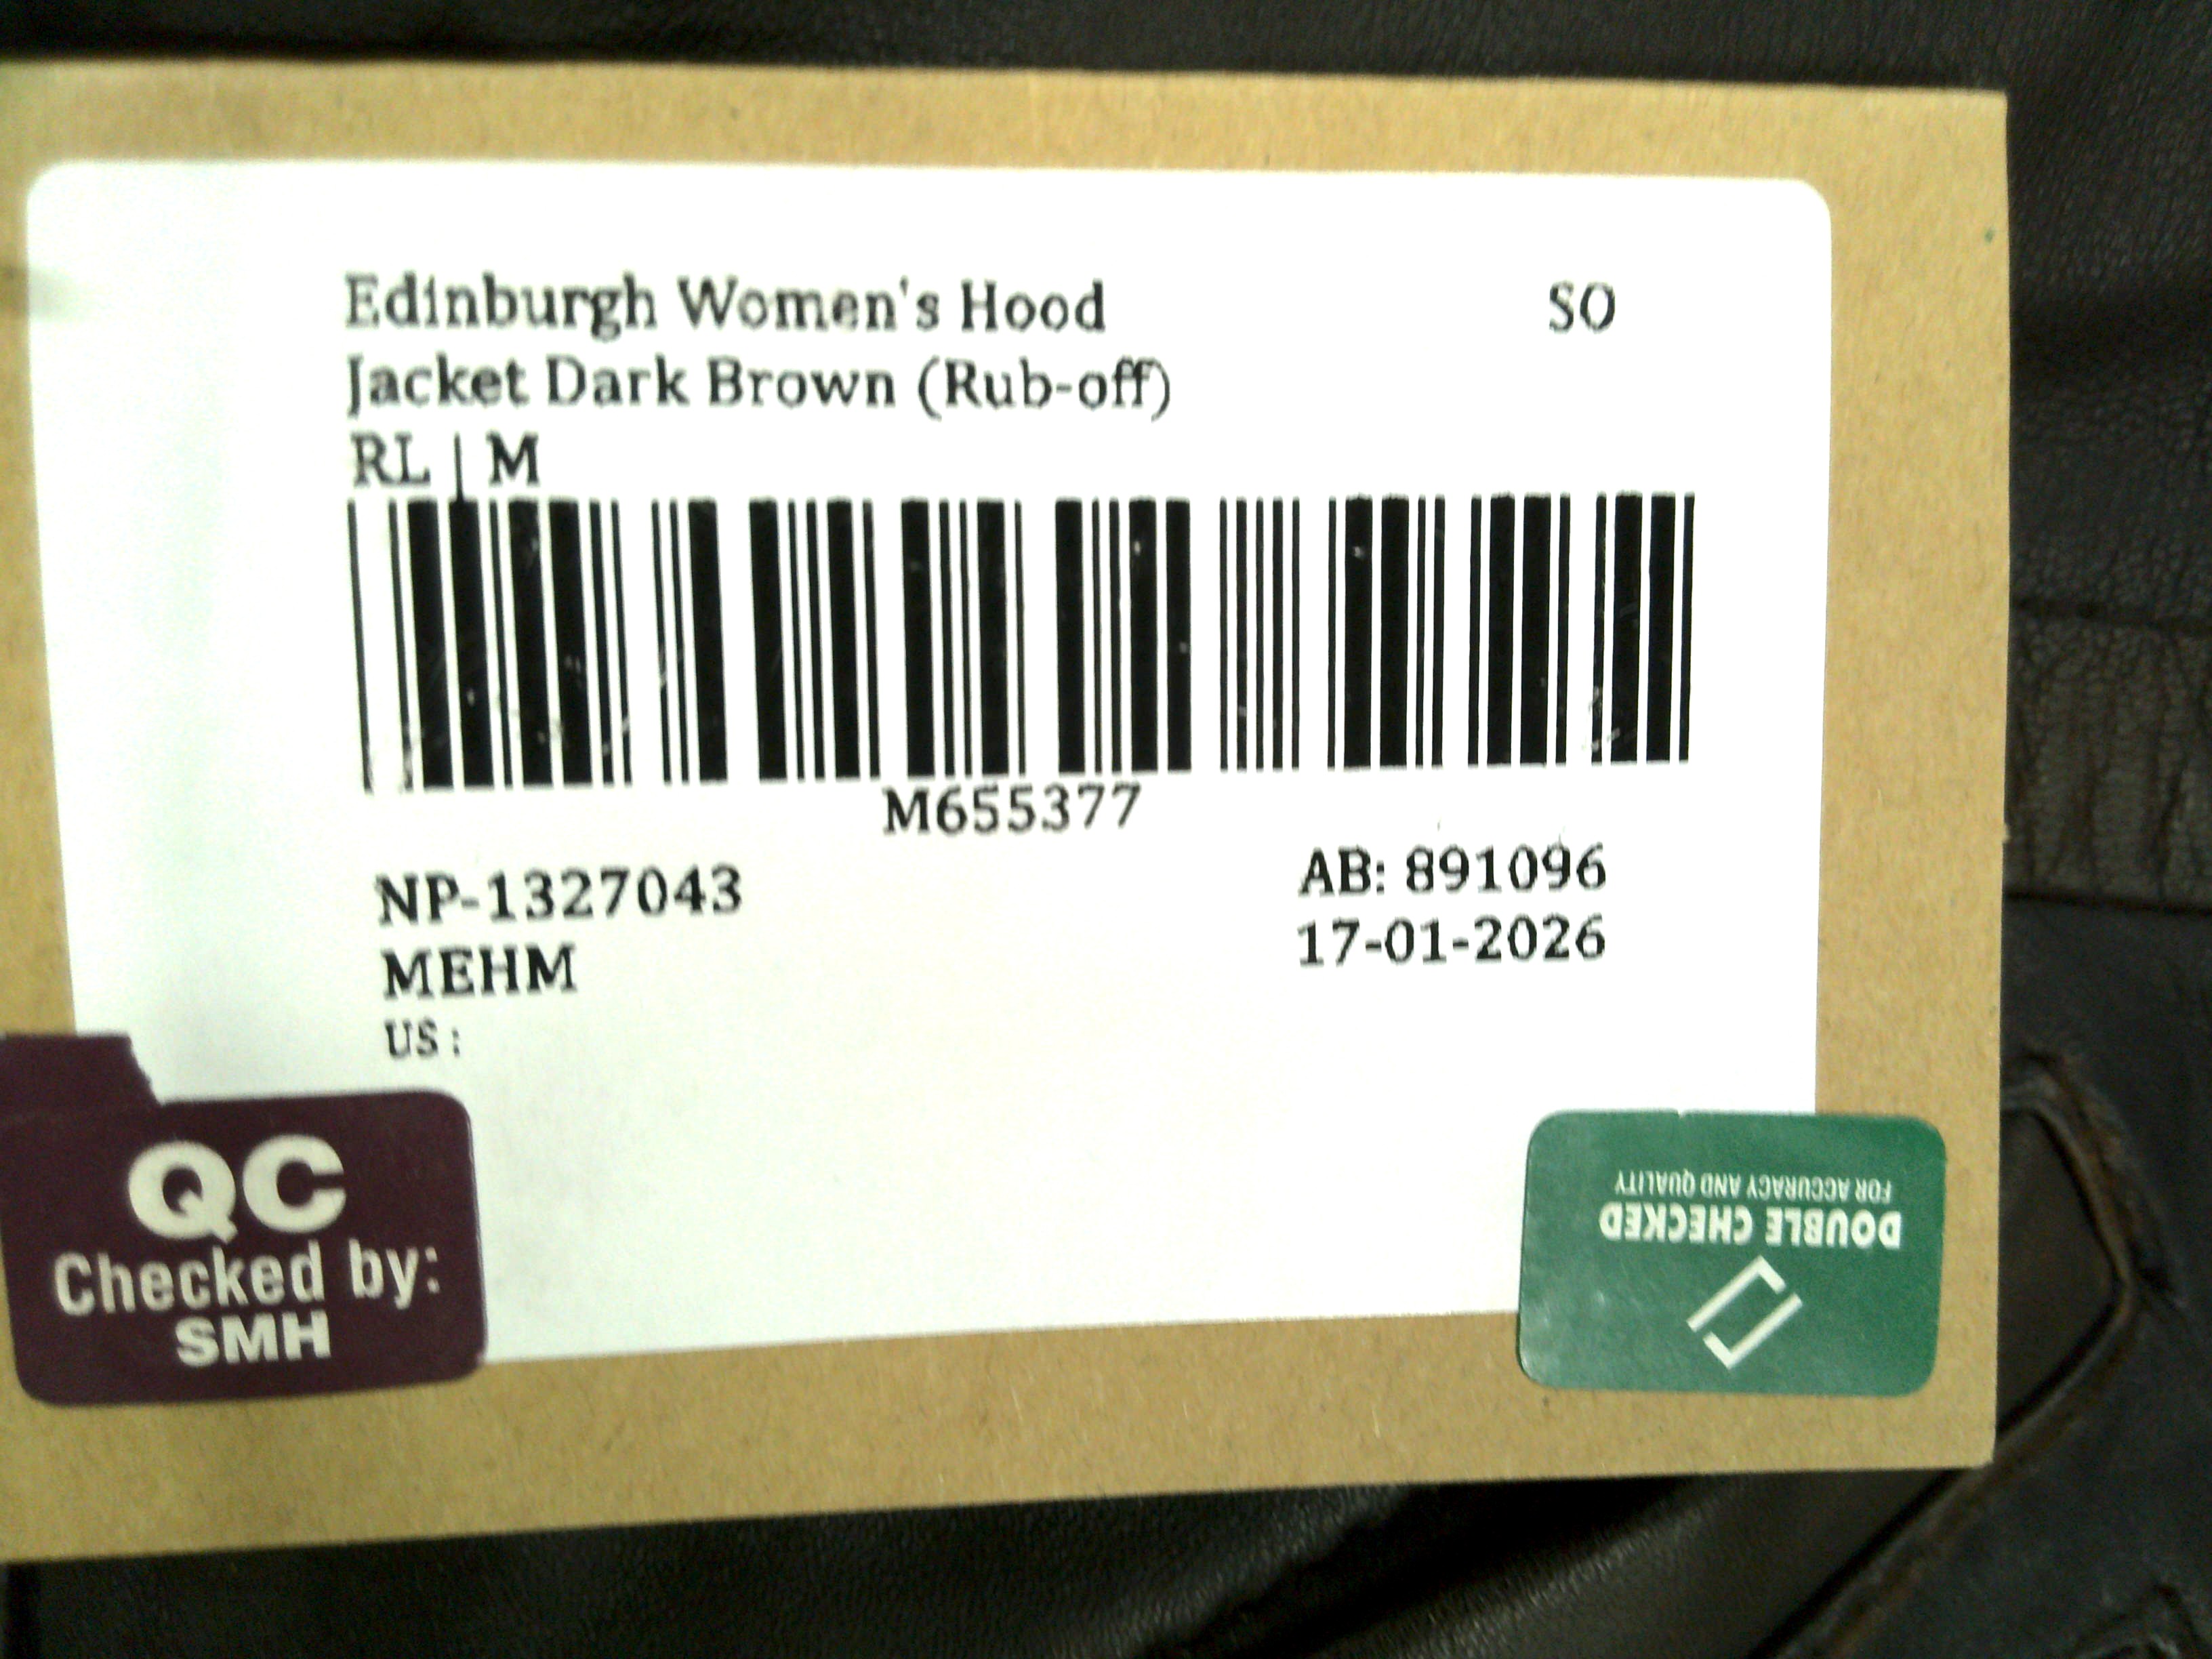 Edinburgh Women's Hood
Jacket Dark Brown (Rub-off)
RL | M
SO
M655377
NP-1327043
MEHM
US :
AB: 891096
17-01-2026
QC
Checked by:
SMH
DOUBLE CHECKED
FOR ACCURACY AND QUALITY